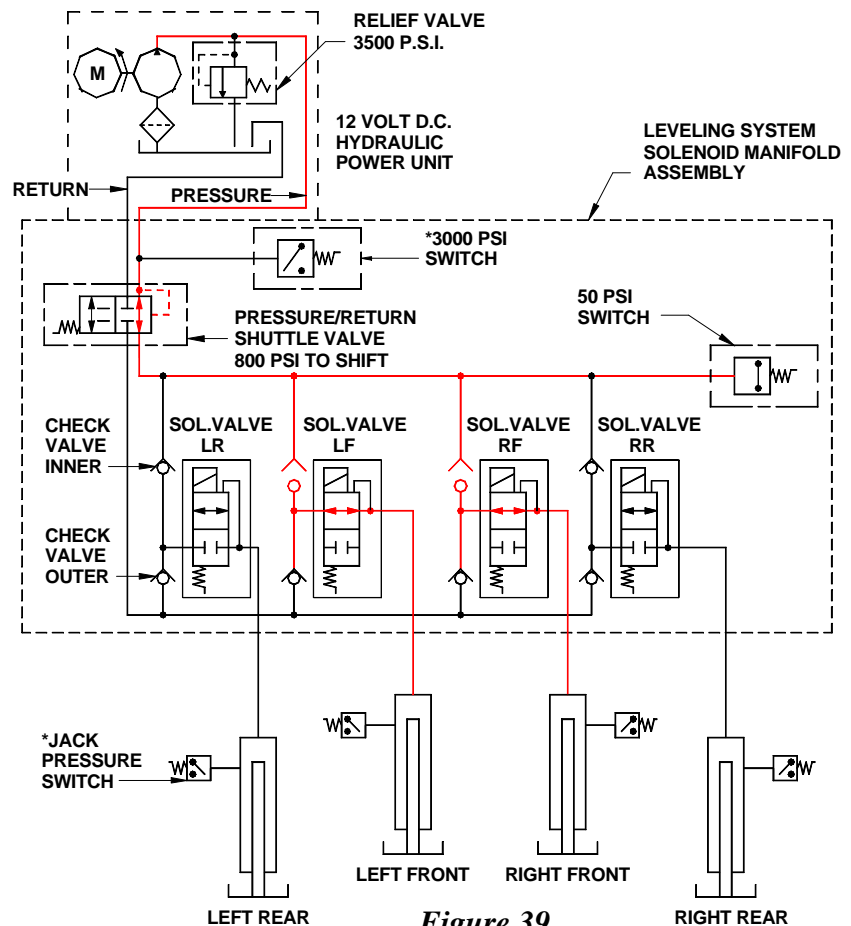 RELIEF VALVE
3500 P.S.I.
M
12 VOLT D.C.
HYDRAULIC
POWER UNIT
LEVELING SYSTEM
SOLENOID MANIFOLD
ASSEMBLY
RETURN
PRESSURE
*3000 PSI
SWITCH
50 PSI
SWITCH
PRESSURE/RETURN
SHUTTLE VALVE
800 PSI TO SHIFT
CHECK
VALVE
INNER
SOL.VALVE
LR
SOL.VALVE
LF
SOL.VALVE
RF
SOL.VALVE
RR
CHECK
VALVE
OUTER
*JACK
PRESSURE
SWITCH
LEFT FRONT
RIGHT FRONT
LEFT REAR
Figure 39
RIGHT REAR